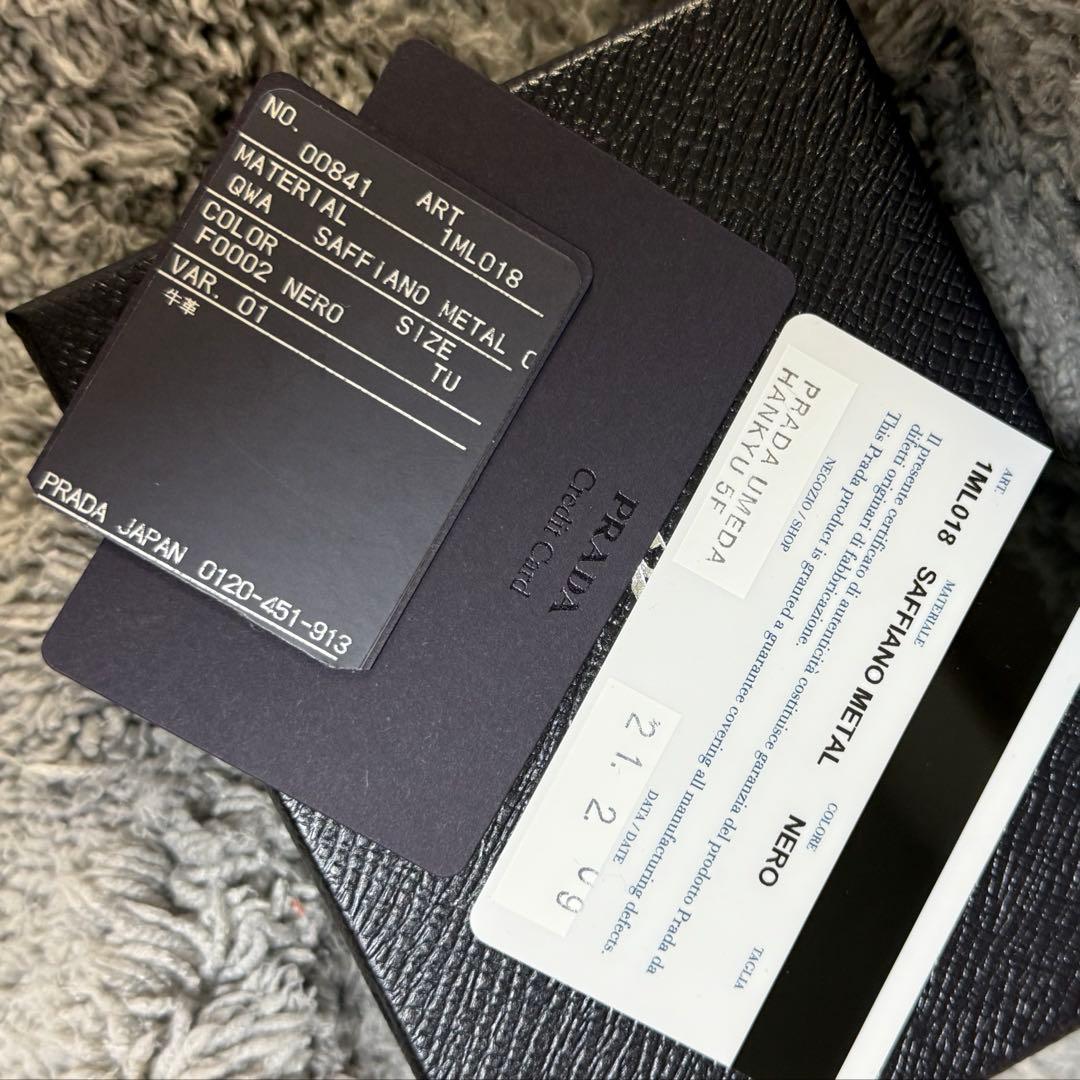 NO. 00841 ART 1ML018
MATERIAL
QWA SAFFiANO METAL C
COLOR SIZE
F0002 NERO TU
VAR. 01
牛革
PRADA JAPAN 0120-451-913
PRADA
Credit Card
ART.
1ML018
MATERIALE
SAFFIANO METAL
COLORE
NERO
TAGLIA
Il presente certificato di autenticità costituisce garanzia del prodotto Prada da
difetti originari di fabbricazione.
This Prada product is granted a guarantee covering all manufacturing defects.
NEGOZIO / SHOP
PRADA UMEDA
HANKYU 5F
DATA / DATE
21. 2 09